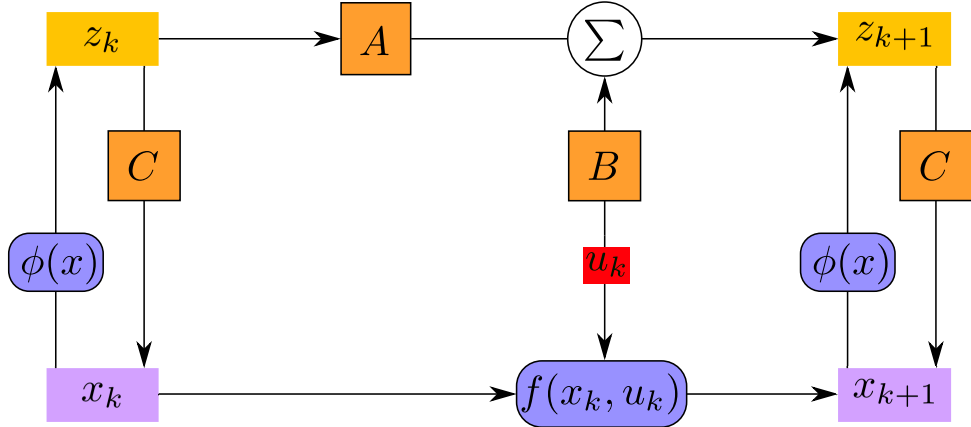 z_k A ∑ z_{k+1}
C B C
ϕ(x) u_k ϕ(x)
x_k f(x_k, u_k) x_{k+1}